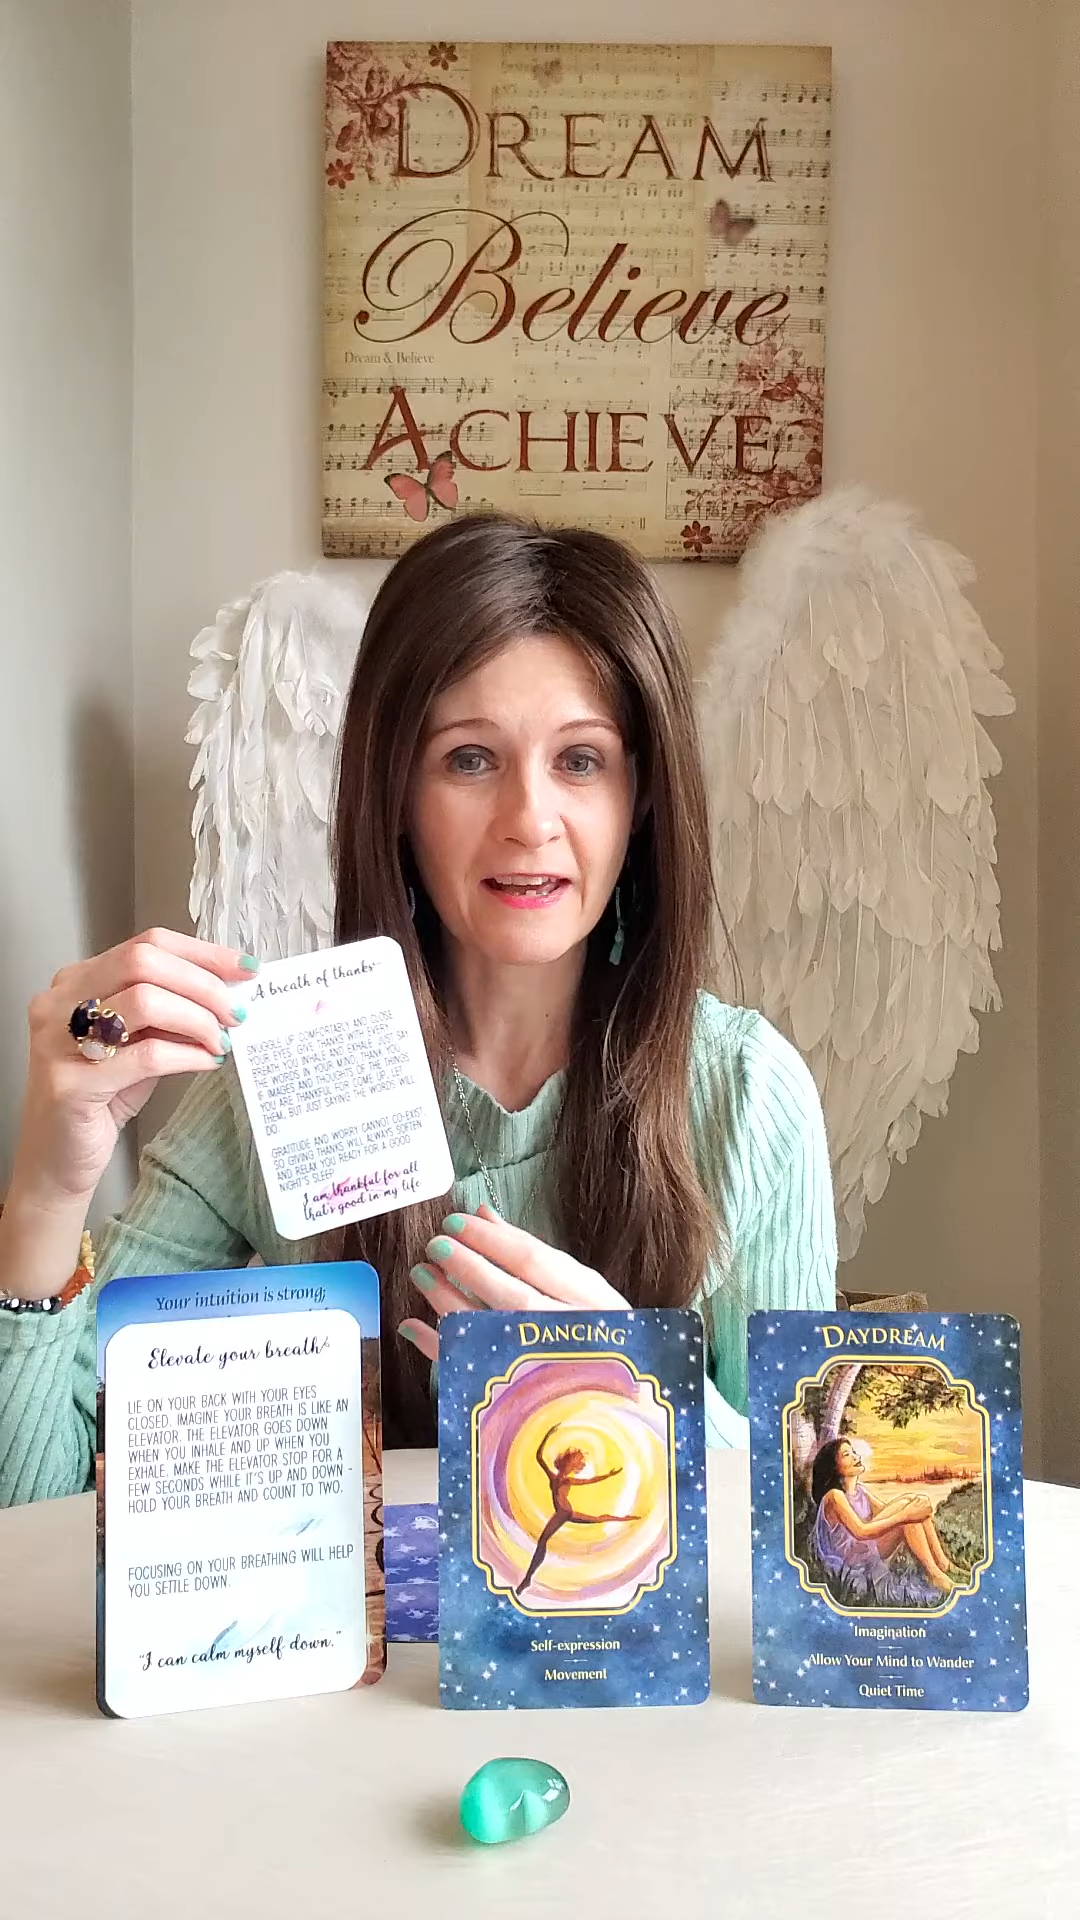 DREAM
Believe
Dream & Believe
ACHIEVE
A breath of thanks
SNUGGLE UP COMFORTABLY AND CLOSE
YOUR EYES. GIVE THANKS WITH EVERY
BREATH YOU INHALE AND EXHALE. JUST SAY
THE WORDS IN YOUR MIND, THANK YOU.
IF IMAGES AND THOUGHTS OF THE THINGS
YOU ARE THANKFUL FOR COME UP, LET
THEM, BUT JUST SAYING THE WORDS WILL
DO.
GRATITUDE AND WORRY CANNOT CO-EXIST,
SO GIVING THANKS WILL ALWAYS SOFTEN
AND RELAX YOU READY FOR A GOOD
NIGHT'S SLEEP
I am thankful for all
that's good in my life
Your intuition is strong;
Elevate your breath
LIE ON YOUR BACK WITH YOUR EYES
CLOSED. IMAGINE YOUR BREATH IS LIKE AN
ELEVATOR. THE ELEVATOR GOES DOWN
WHEN YOU INHALE AND UP WHEN YOU
EXHALE. MAKE THE ELEVATOR STOP FOR A
FEW SECONDS WHILE IT'S UP AND DOWN -
HOLD YOUR BREATH AND COUNT TO TWO.
FOCUSING ON YOUR BREATHING WILL HELP
YOU SETTLE DOWN.
"I can calm myself down."
DANCING
Self-expression
Movement
DAYDREAM
Imagination
Allow Your Mind to Wander
Quiet Time